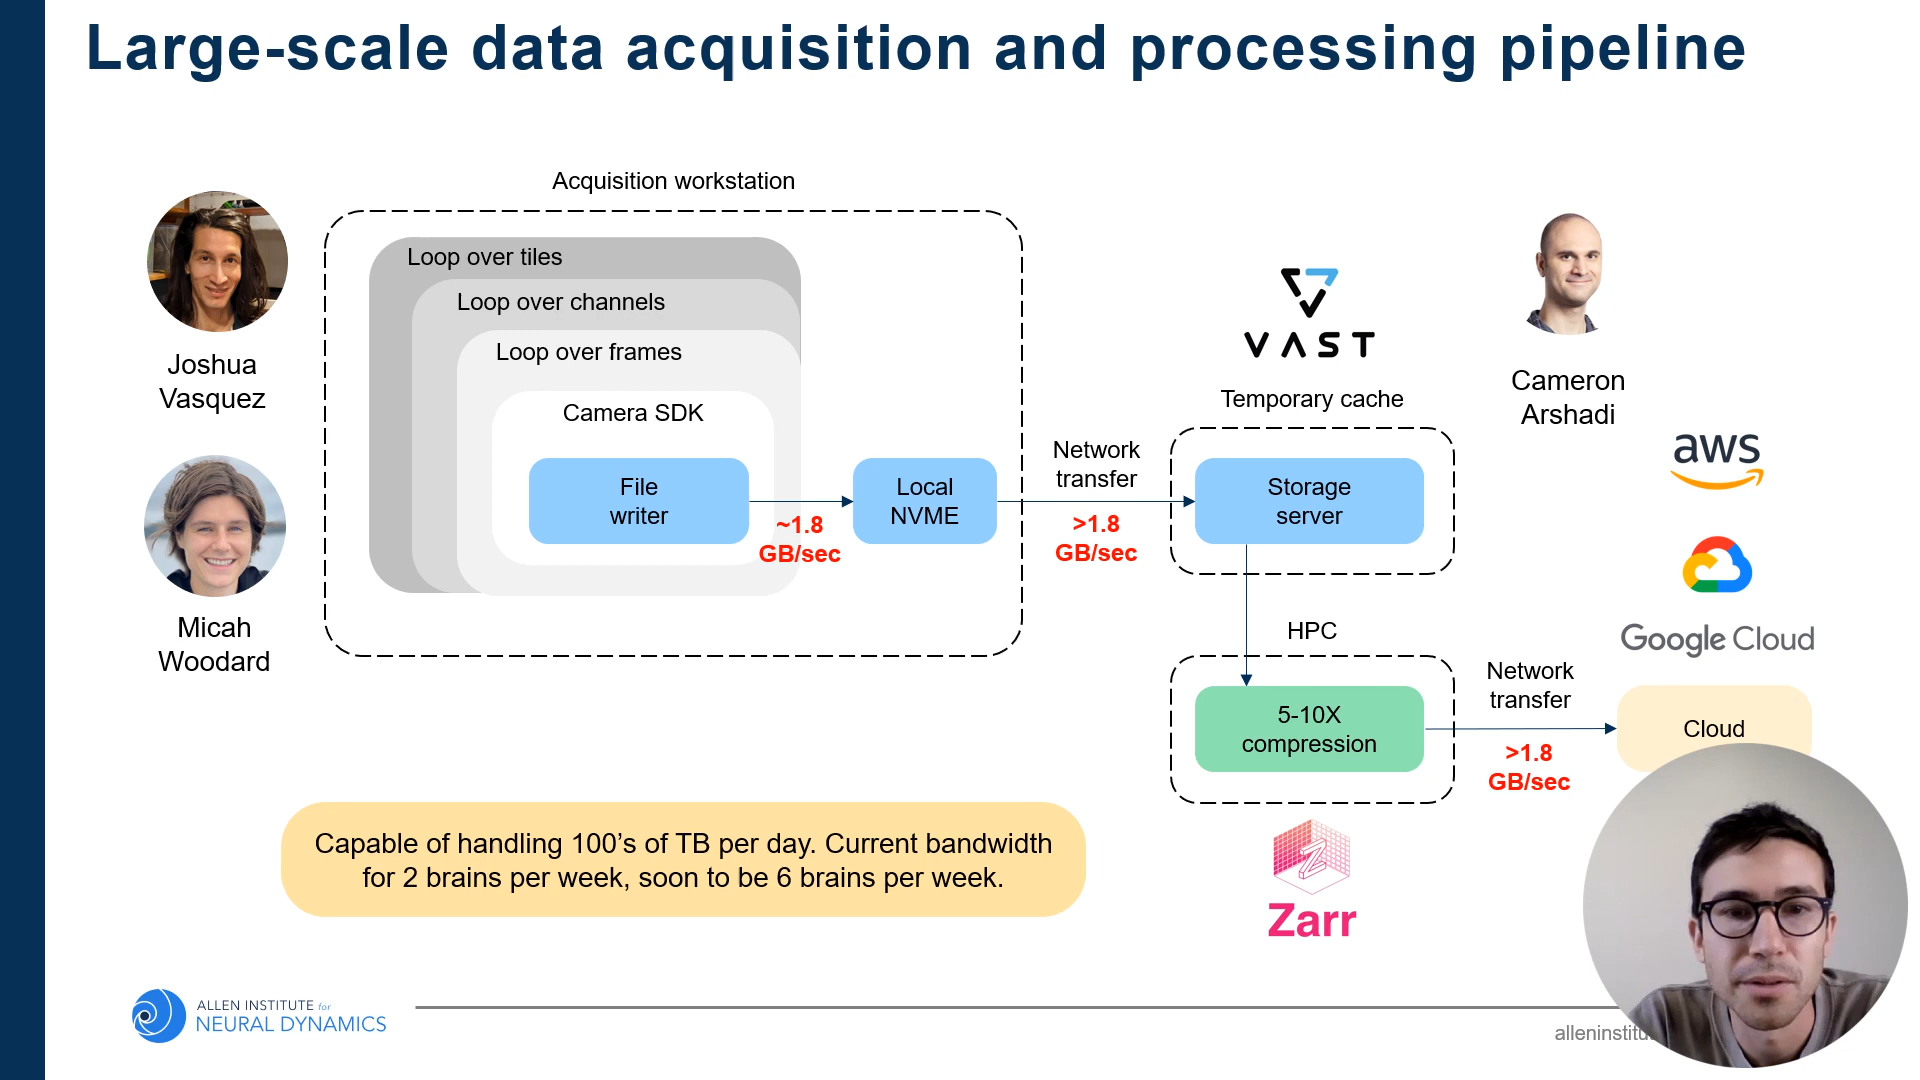 Large-scale data acquisition and processing pipeline
Acquisition workstation
Loop over tiles
Loop over channels
Loop over frames
Camera SDK
File
writer
~1.8
GB/sec
Local
NVME
Network
transfer
>1.8
GB/sec
VAST
Temporary cache
Storage
server
HPC
5-10X
compression
Zarr
Network
transfer
>1.8
GB/sec
Cloud
aws
Google Cloud
Joshua
Vasquez
Micah
Woodard
Cameron
Arshadi
Capable of handling 100’s of TB per day. Current bandwidth
for 2 brains per week, soon to be 6 brains per week.
ALLEN INSTITUTE for
NEURAL DYNAMICS